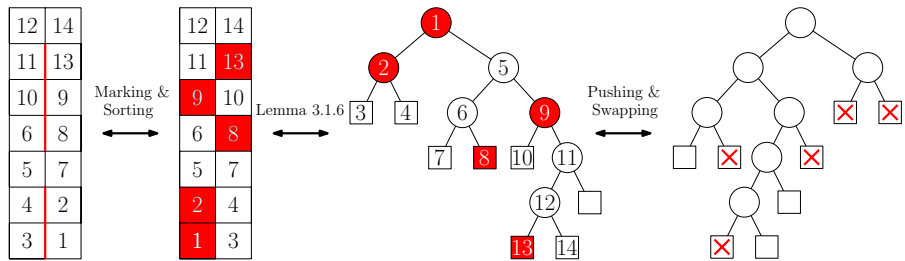 12 14
11 13
10 9
6 8
5 7
4 2
3 1
Marking &
Sorting
12 14
11 13
9 10
6 8
5 7
2 4
1 3
Lemma 3.1.6
1
2 5
3 4 6 9
7 8 10 11
12
13 14
Pushing &
Swapping